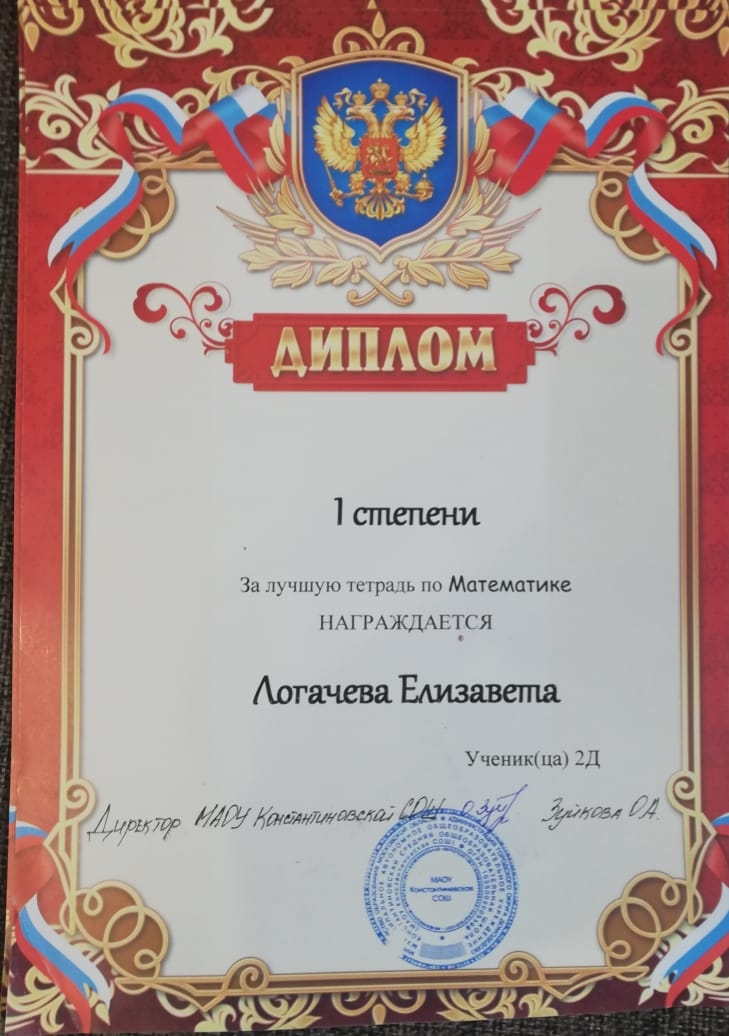 ДИПЛОМ
I степени
За лучшую тетрадь по Математике
НАГРАЖДАЕТСЯ
Логачева Елизавета
Ученик(ца) 2Д
Директор МАОУ Константиновской СОШ Зуйкова О.А.
МАОУ
Константиновская
СОШ